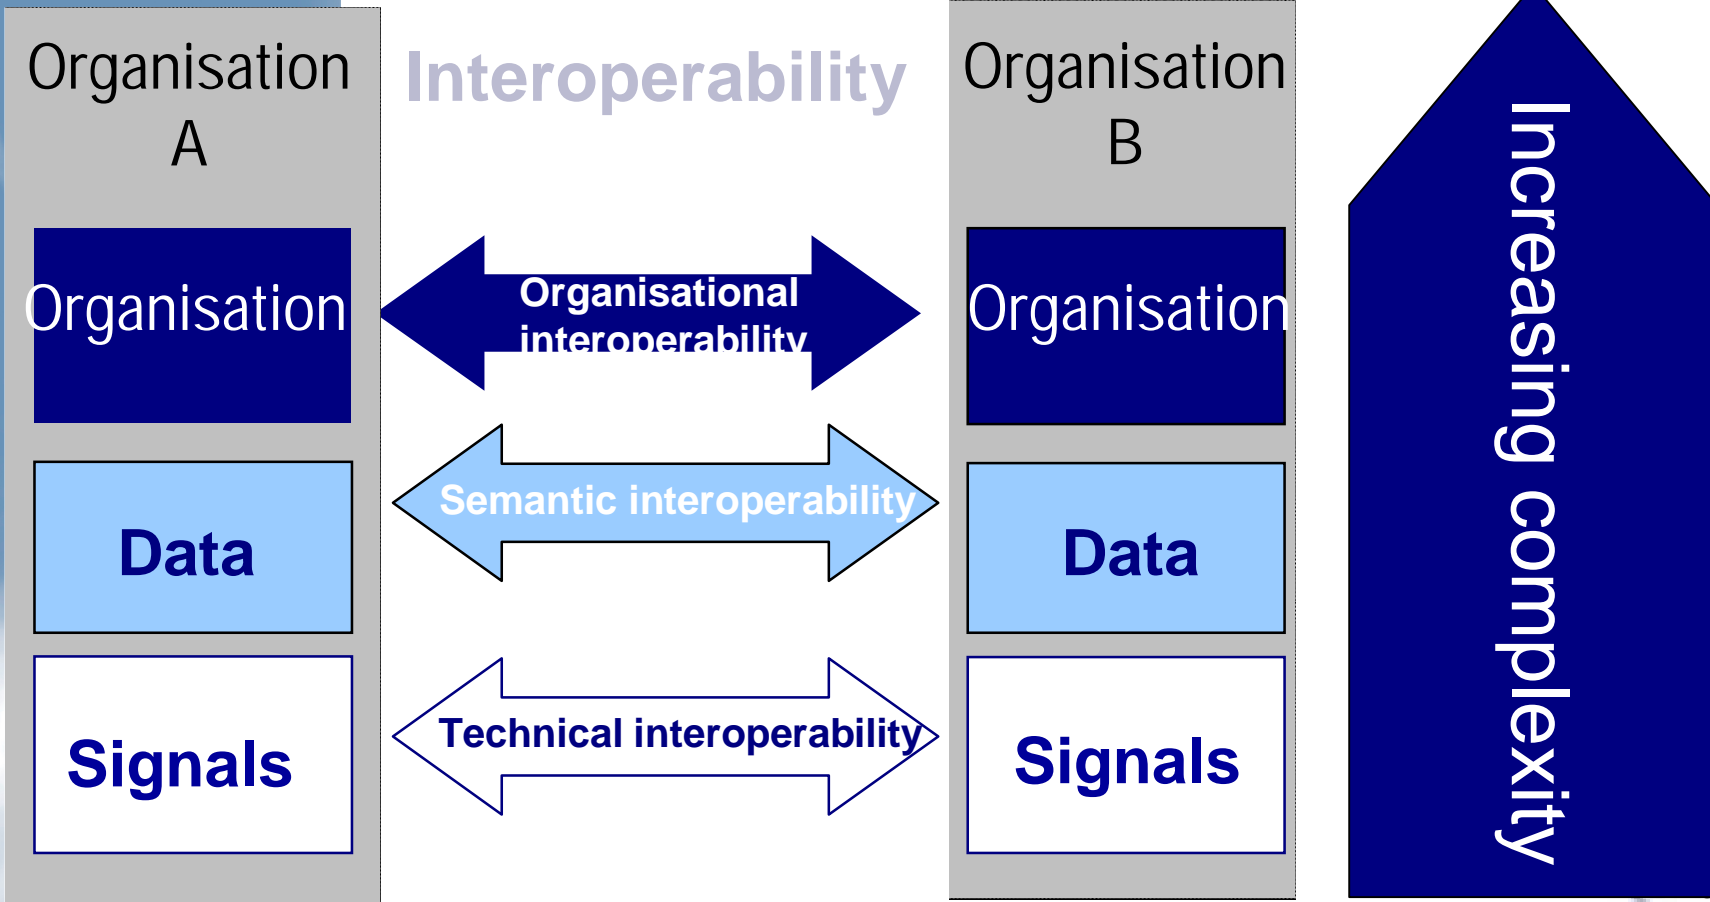 Organisation
A
Interoperability
Organisation
B
Organisation
Organisational
interoperability
Organisation
Data
Semantic interoperability
Data
Signals
Technical interoperability
Signals
Increasing complexity